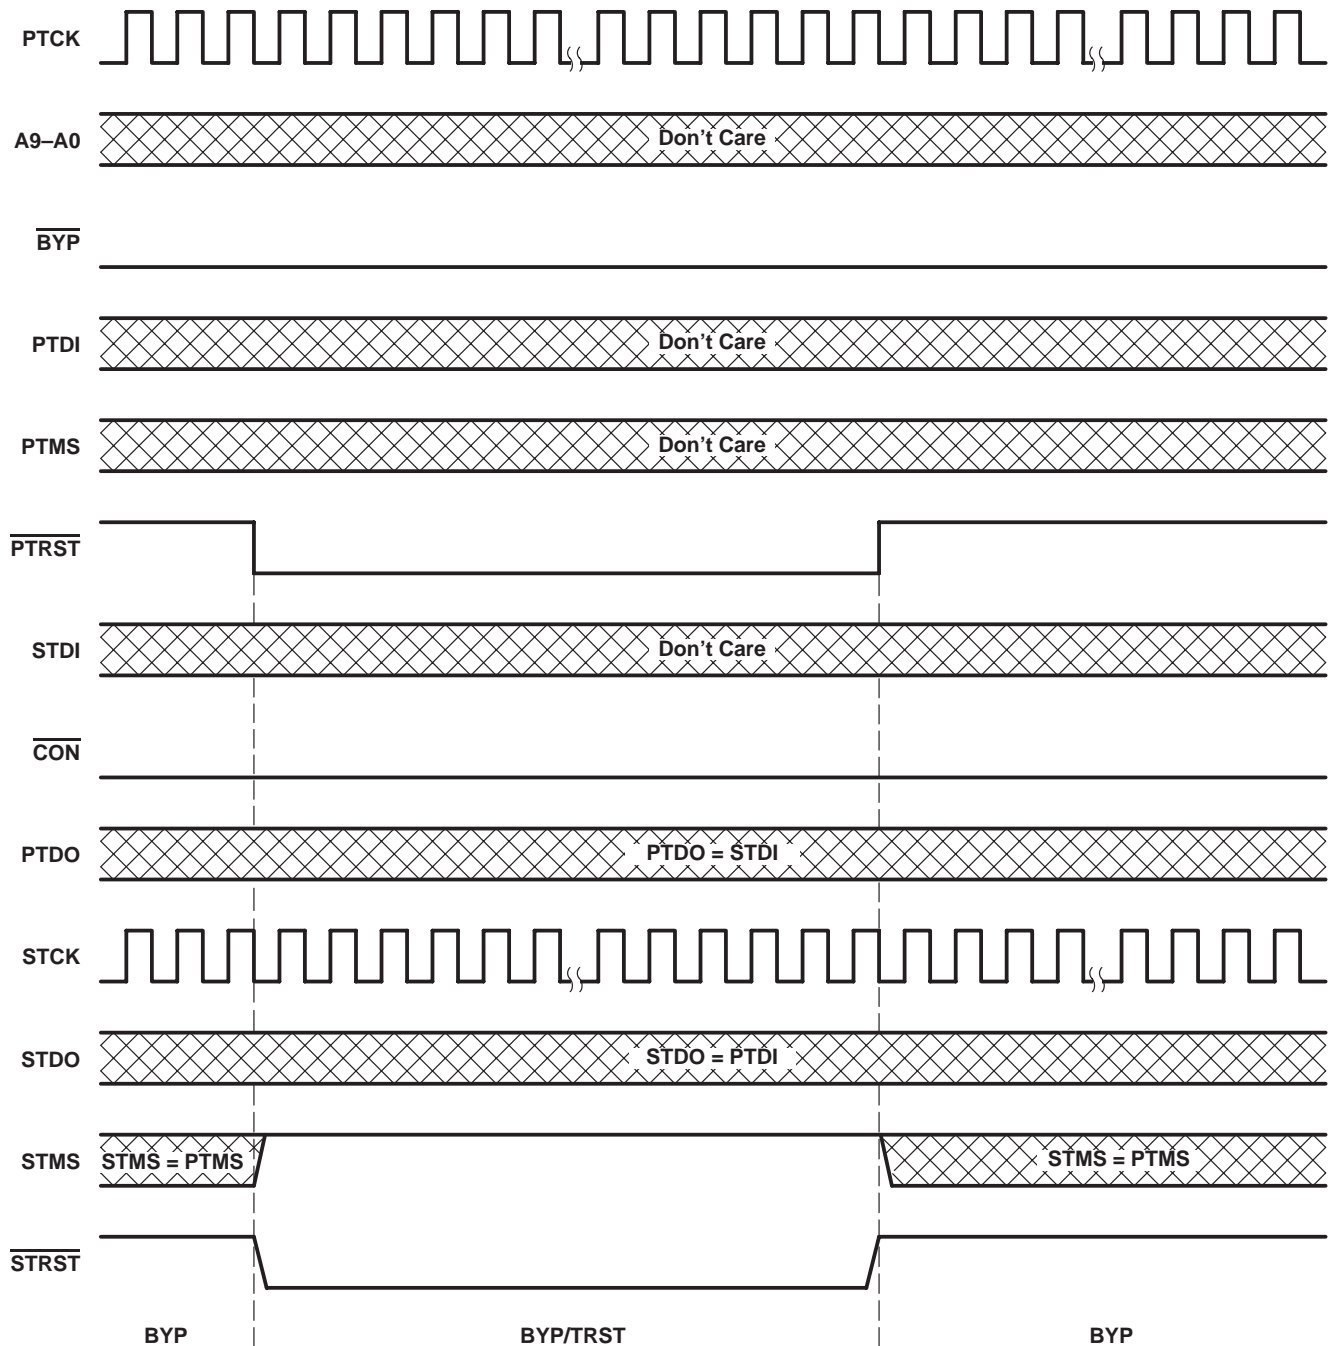 PTCK
A9–A0
Don't Care
BYP
PTDI
Don't Care
PTMS
Don't Care
PTRST
STDI
Don't Care
CON
PTDO
PTDO = STDI
STCK
STDO
STDO = PTDI
STMS
STMS = PTMS
STMS = PTMS
STRST
BYP
BYP/TRST
BYP